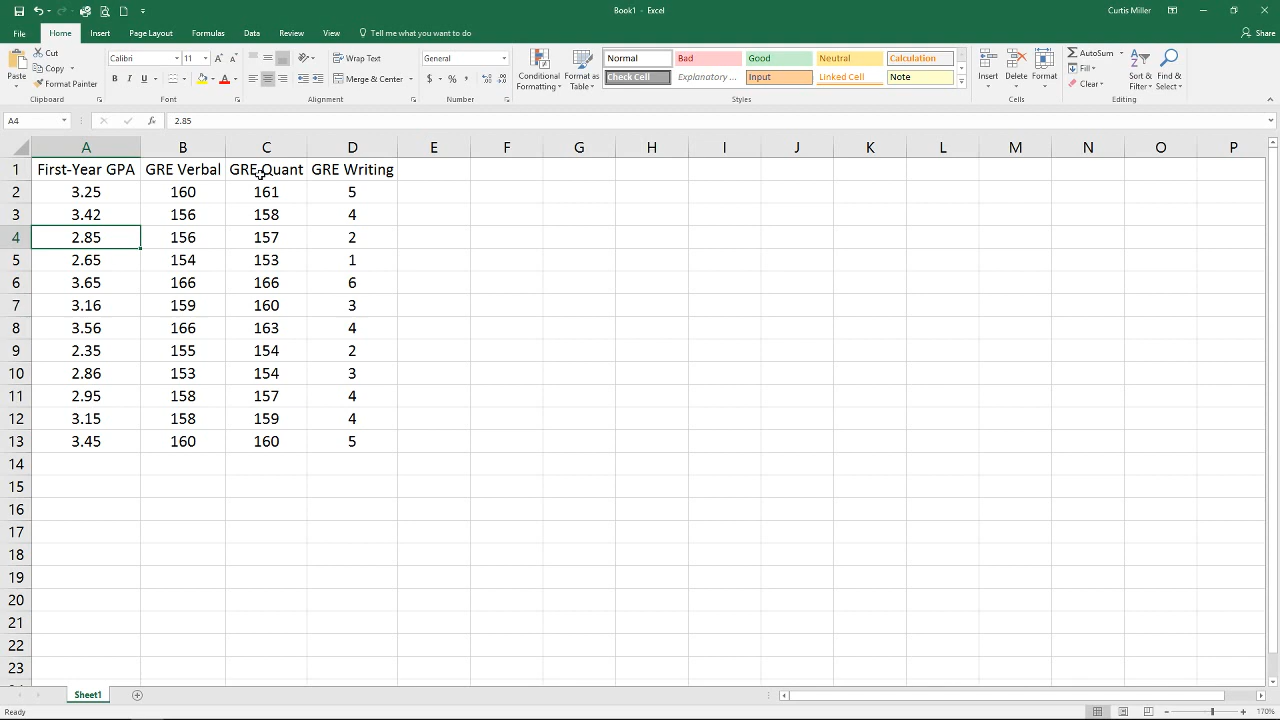 Book1 - Excel
Curtis Miller
File Home Insert Page Layout Formulas Data Review View Tell me what you want to do Share
Paste Cut Copy Format Painter Clipboard
Calibri 11 B I U A Font
Wrap Text Merge & Center Alignment
General $ % , Number
Conditional Formatting Format as Table
Normal Bad Good Neutral Calculation
Check Cell Explanatory ... Input Linked Cell Note
Styles
Insert Delete Format Cells
AutoSum Fill Clear Sort & Filter Find & Select Editing
A4 fx 2.85
A B C D E F G H I J K L M N O P
1 First-Year GPA GRE Verbal GRE Quant GRE Writing
2 3.25 160 161 5
3 3.42 156 158 4
4 2.85 156 157 2
5 2.65 154 153 1
6 3.65 166 166 6
7 3.16 159 160 3
8 3.56 166 163 4
9 2.35 155 154 2
10 2.86 153 154 3
11 2.95 158 157 4
12 3.15 158 159 4
13 3.45 160 160 5
14
15
16
17
18
19
20
21
22
23
Sheet1
Ready 170%